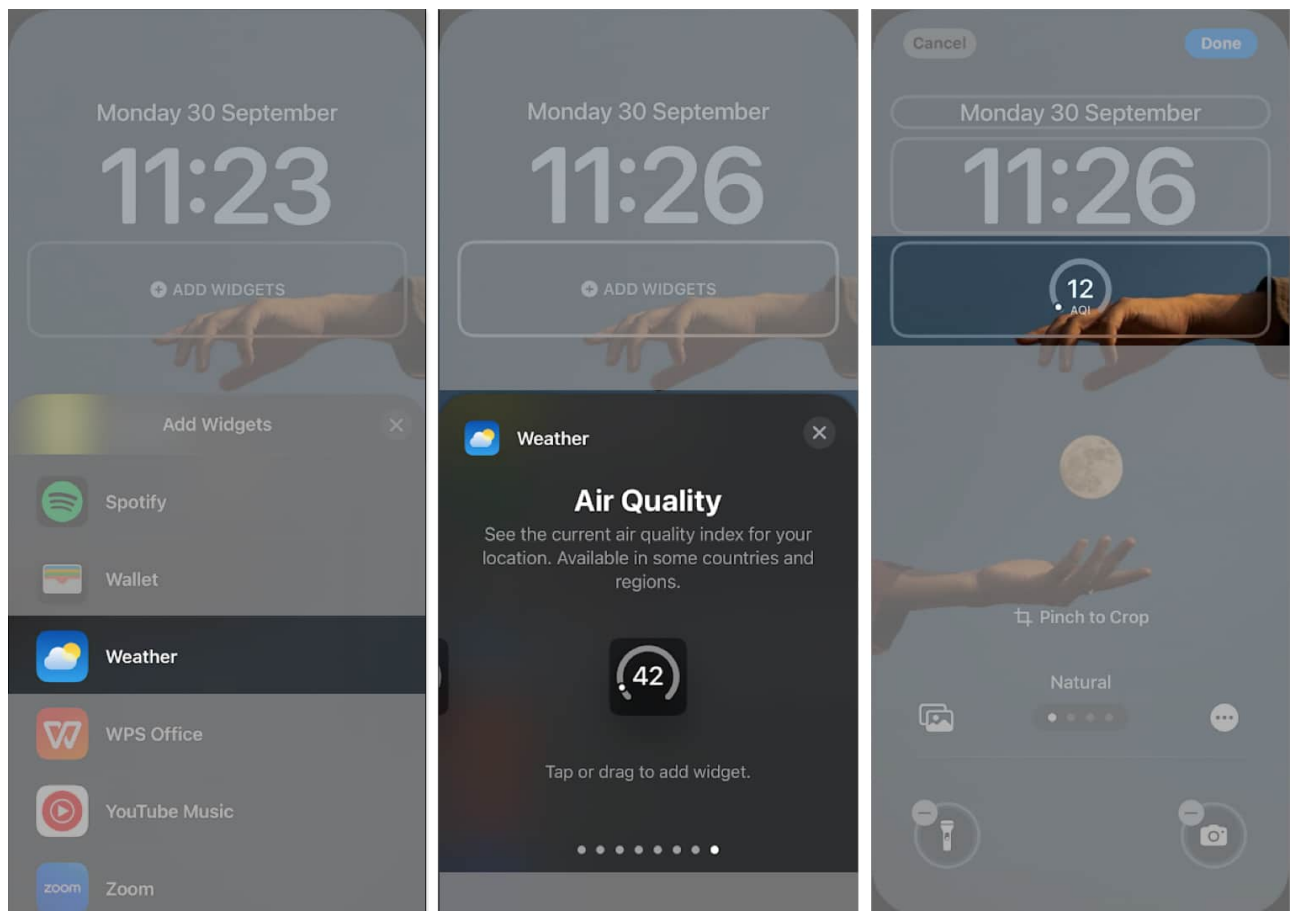 Monday 30 September
11:23
ADD WIDGETS
Add Widgets
Spotify
Wallet
Weather
WPS Office
YouTube Music
zoom
Zoom
Monday 30 September
11:26
ADD WIDGETS
Weather
Air Quality
See the current air quality index for your
location. Available in some countries and
regions.
42
Tap or drag to add widget.
Cancel
Done
Monday 30 September
11:26
12
AQI
Pinch to Crop
Natural